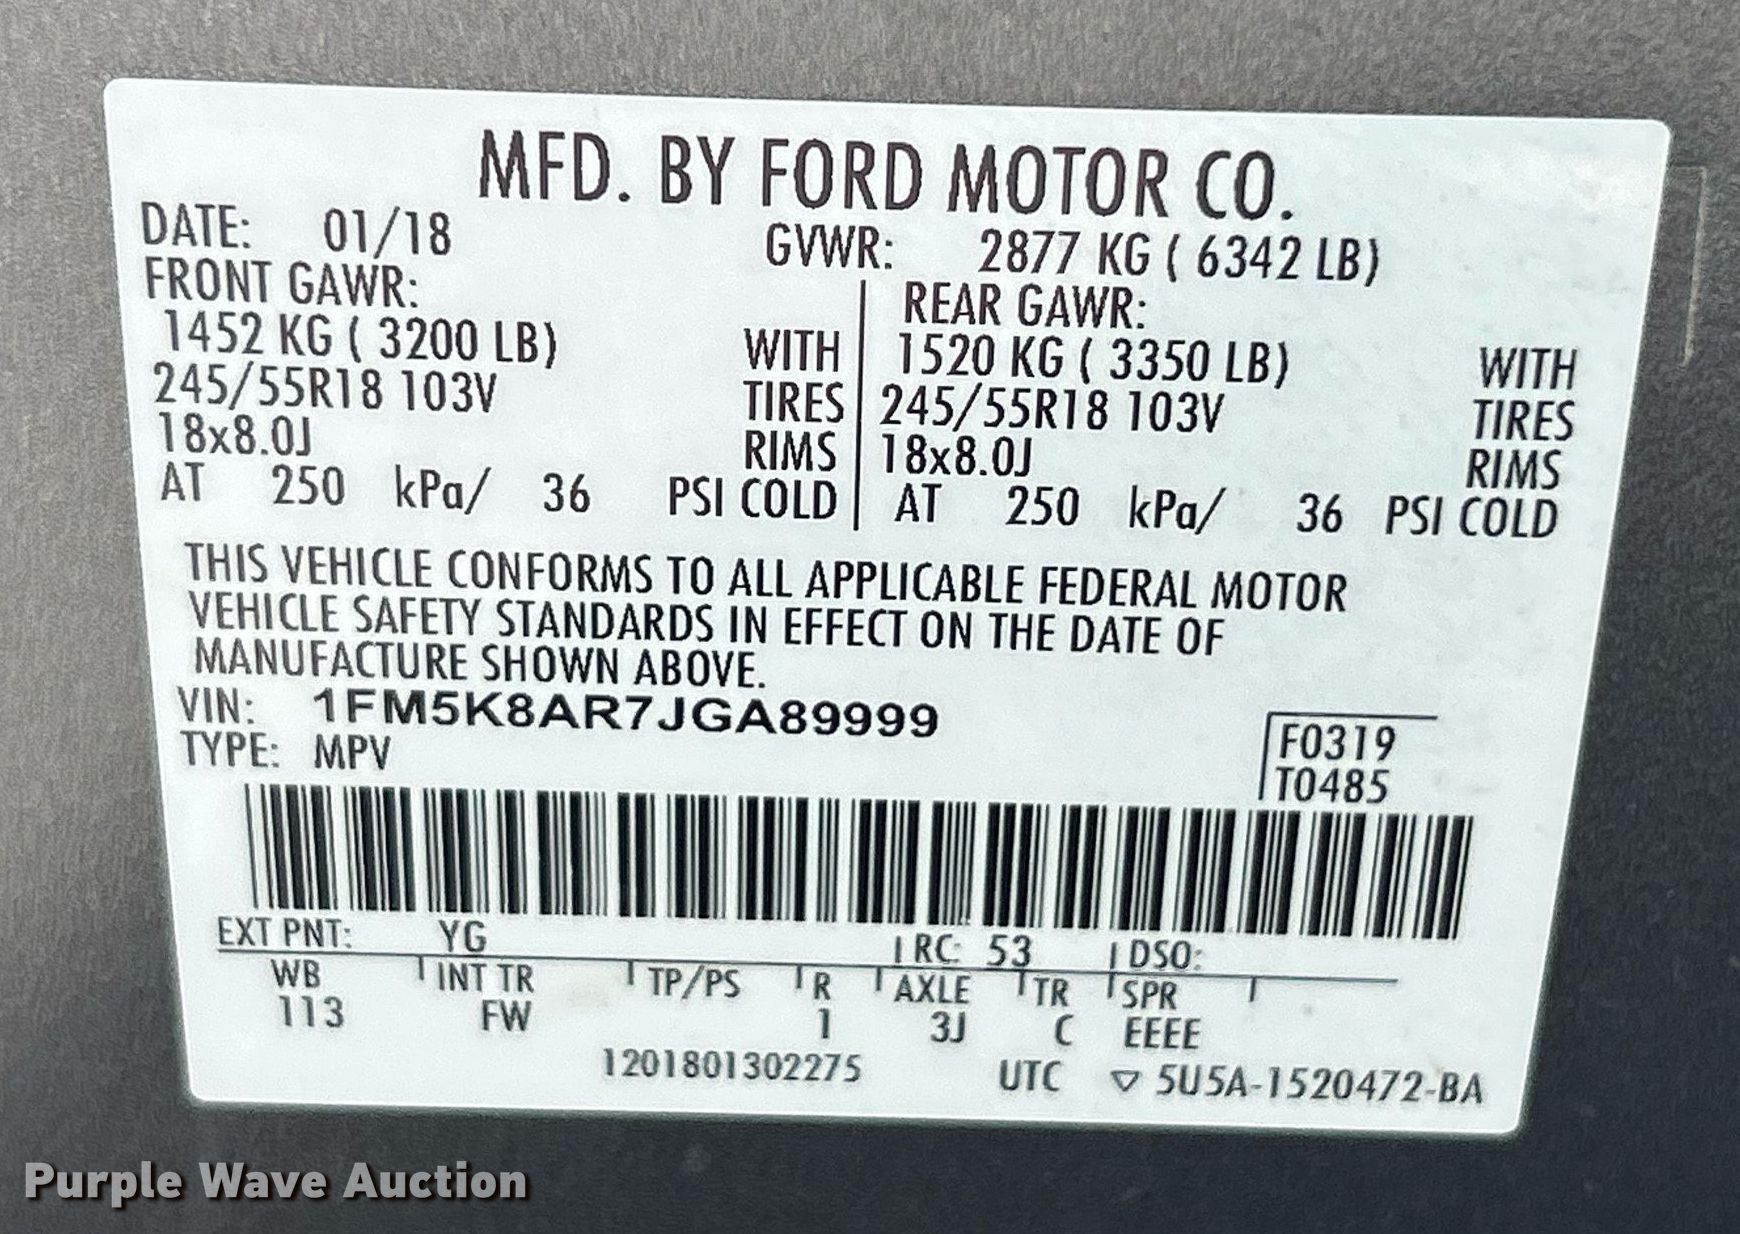 MFD. BY FORD MOTOR CO.
DATE: 01/18 GVWR: 2877 KG ( 6342 LB)
FRONT GAWR: REAR GAWR:
1452 KG ( 3200 LB) WITH 1520 KG ( 3350 LB) WITH
245/55R18 103V TIRES 245/55R18 103V TIRES
18x8.0J RIMS 18x8.0J RIMS
AT 250 kPa/ 36 PSI COLD AT 250 kPa/ 36 PSI COLD
THIS VEHICLE CONFORMS TO ALL APPLICABLE FEDERAL MOTOR
VEHICLE SAFETY STANDARDS IN EFFECT ON THE DATE OF
MANUFACTURE SHOWN ABOVE.
VIN: 1FM5K8AR7JGA89999
TYPE: MPV
F0319
T0485
EXT PNT: YG RC: 53 DSO:
WB INT TR TP/PS R AXLE TR SPR
113 FW 1 3J C EEEE
1201801302275 UTC ▽ 5U5A-1520472-BA
Purple Wave Auction